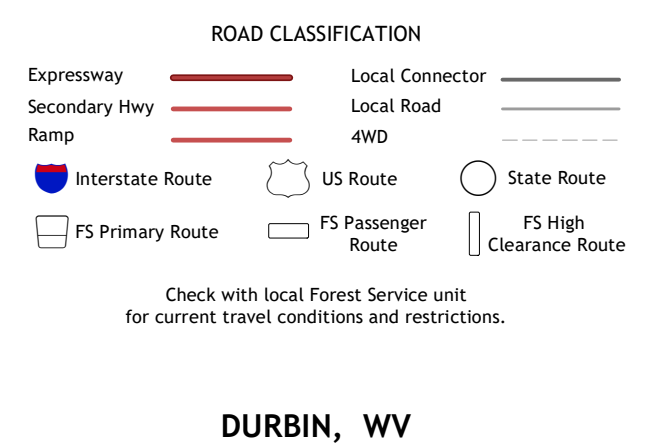 ROAD CLASSIFICATION
Expressway
Local Connector
Secondary Hwy
Local Road
Ramp
4WD
Interstate Route
US Route
State Route
FS Primary Route
FS Passenger
Route
FS High
Clearance Route
Check with local Forest Service unit
for current travel conditions and restrictions.
DURBIN, WV